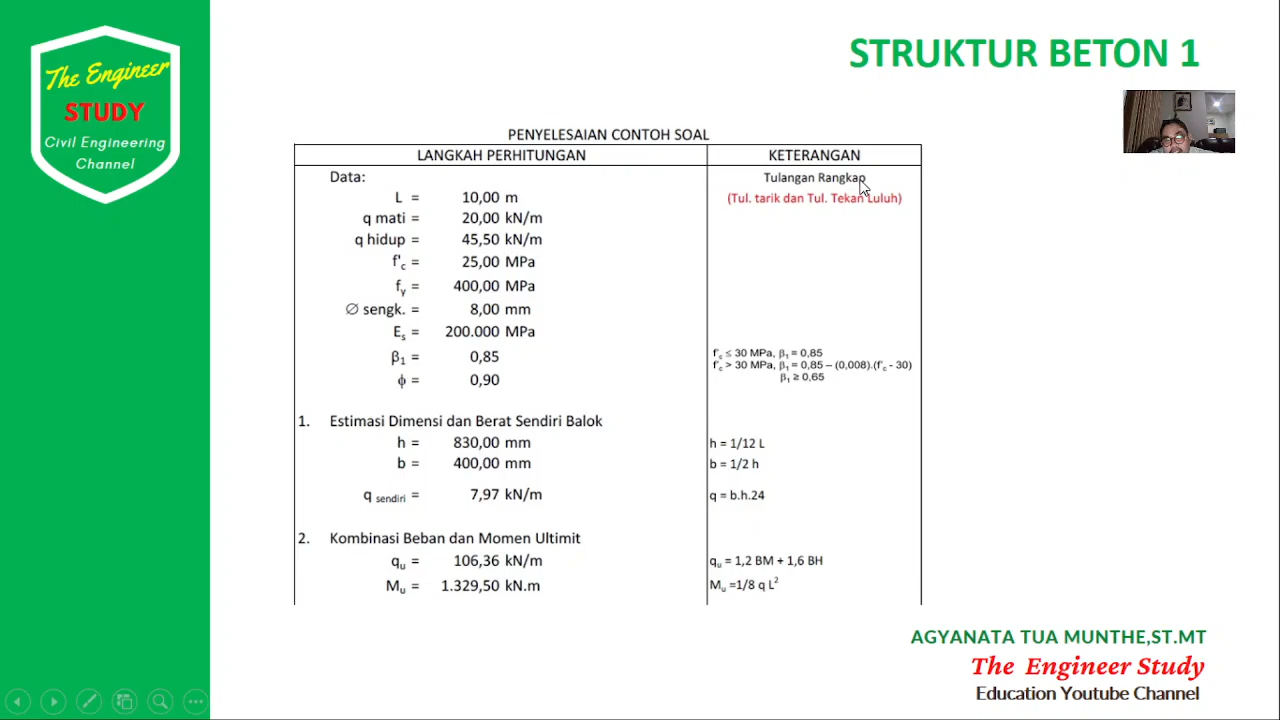 The Engineer
STUDY
Civil Engineering
Channel
STRUKTUR BETON 1
PENYELESAIAN CONTOH SOAL
LANGKAH PERHITUNGAN KETERANGAN
Data: Tulangan Rangkap
L = 10,00 m (Tul. tarik dan Tul. Tekan Luluh)
q mati = 20,00 kN/m
q hidup = 45,50 kN/m
f'c = 25,00 MPa
fy = 400,00 MPa
∅ sengk. = 8,00 mm
Es = 200.000 MPa
β1 = 0,85 f'c ≤ 30 MPa, β1 = 0,85
f'c > 30 MPa, β1 = 0,85 – (0,008).(f'c - 30)
β1 ≥ 0,65
ϕ = 0,90
1. Estimasi Dimensi dan Berat Sendiri Balok
h = 830,00 mm h = 1/12 L
b = 400,00 mm b = 1/2 h
q sendiri = 7,97 kN/m q = b.h.24
2. Kombinasi Beban dan Momen Ultimit
qu = 106,36 kN/m qu = 1,2 BM + 1,6 BH
Mu = 1.329,50 kN.m Mu =1/8 q L²
AGYANATA TUA MUNTHE,ST.MT
The Engineer Study
Education Youtube Channel